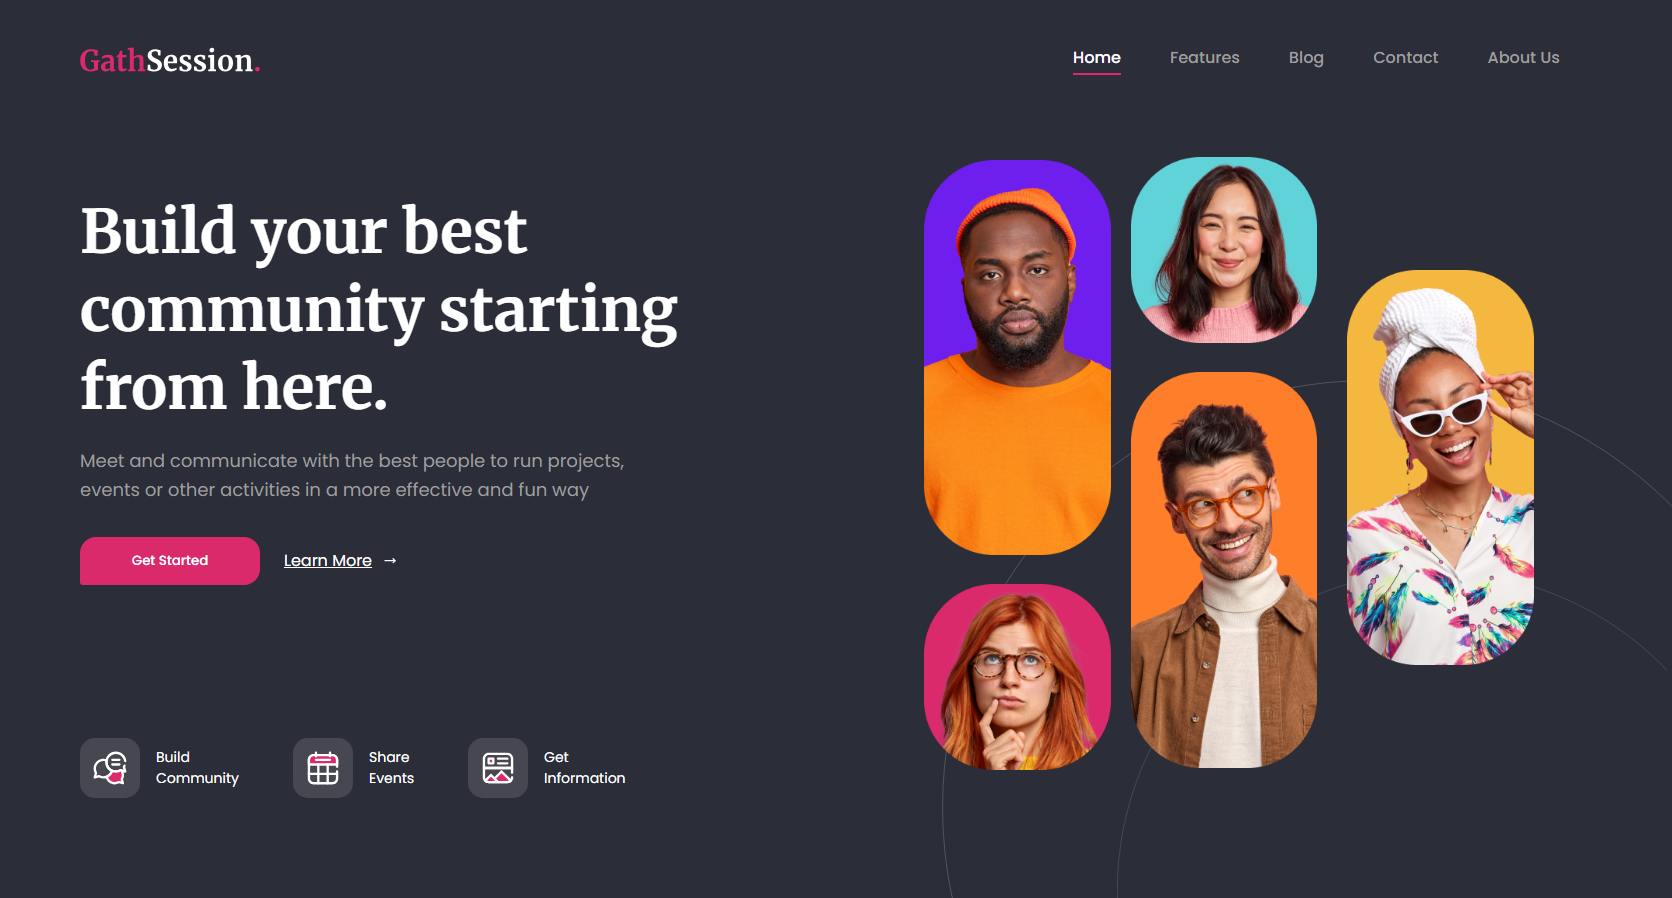 GathSession.
Home Features Blog Contact About Us
Build your best
community starting
from here.
Meet and communicate with the best people to run projects,
events or other activities in a more effective and fun way
Get Started Learn More →
Build
Community
Share
Events
Get
Information